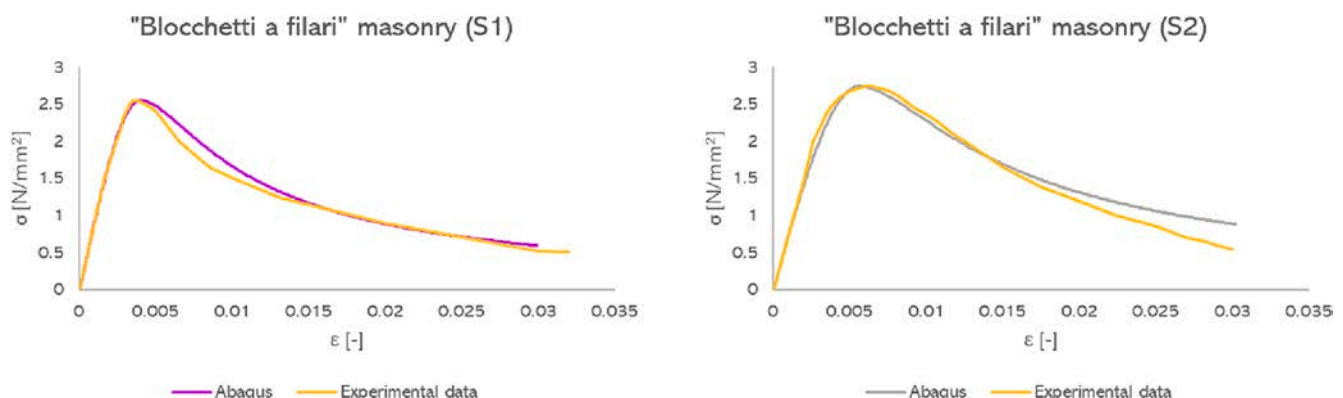 "Blocchetti a filari" masonry (S1)
3
2.5
2
1.5
1
0.5
0
σ [N/mm²]
0 0.005 0.01 0.015 0.02 0.025 0.03 0.035
ε [-]
Abaqus Experimental data
"Blocchetti a filari" masonry (S2)
3
2.5
2
1.5
1
0.5
0
σ [N/mm²]
0 0.005 0.01 0.015 0.02 0.025 0.03 0.035
ε [-]
Abaqus Experimental data